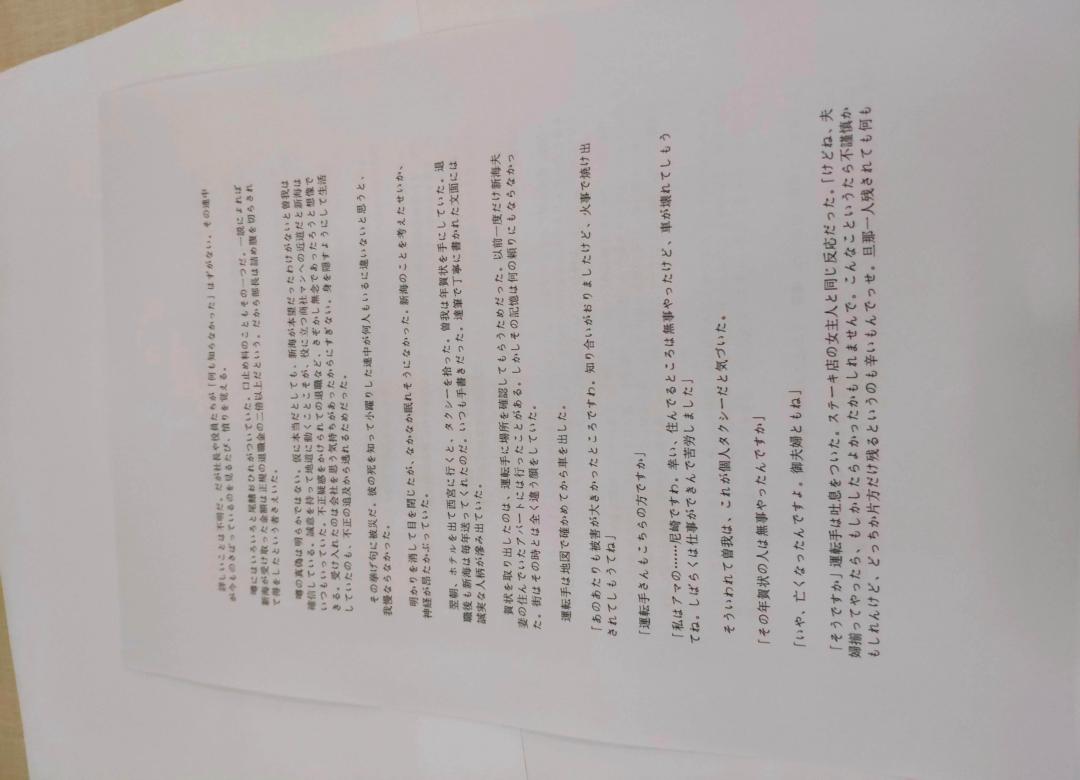 詳しいことは不明だ。だが社長や役員たちが「何も知らなかった」はずがない。その連中
が今ものさばっているのを見るたび、憤りを覚える。
噂にはいろいろと尾鰭おひれがついていた。口止め料のこともその一つだ。一説によれば
新海が受け取った金額は正規の退職金の二倍以上だという。だから部長は詰め腹を切らされ
て得をしたという者さえいた。
噂の真偽は明らかではない。仮に本当だとしても、新海が本望だったわけがないと曽我は
確信している。誠意を持って地道に動くことこそが、役に立つ商社マンへの近道だと新海は
いつもいっていた。不正疑惑をかけられての退職など、さぞかし無念であったろうと想像で
きる。受け入れたのは会社を思う気持ちがあったからにすぎない。身を隠すようにして生活
していたのも、不正の追及から逃れるためだった。
その挙げ句に被災だ。彼の死を知って小躍りした連中が何人もいるに違いないと思うと、
我慢ならなかった。
明かりを消して目を閉じたが、なかなか眠れそうになかった。新海のことを考えたせいか、
神経が昂たかぶっていた。
翌朝、ホテルを出て西宮に行くと、タクシーを拾った。曽我は年賀状を手にしていた。退
職後も新海は毎年送ってくれたのだ。いつも手書きだった。達筆で丁寧に書かれた文面には
誠実な人柄が滲み出ていた。
賀状を取り出したのは、運転手に場所を確認してもらうためだった。以前一度だけ新海夫
妻の住んでいたアパートには行ったことがある。しかしその記憶は何の頼りにもならなかっ
た。街はその時とは全く違う顔をしていた。
運転手は地図で確かめてから車を出した。
「あのあたりも被害が大きかったところですわ。知り合いがおりましたけど、火事で焼け出
されてしもうてね」
「運転手さんもこちらの方ですか」
「私はアマの……尼崎ですわ。幸い、住んでるところは無事やったけど、車が壊れてしもう
てね。しばらくは仕事ができんで苦労しました」
そういわれて曽我は、これが個人タクシーだと気づいた。
「その年賀状の人は無事やったんですか」
「いや、亡くなったんですよ。御夫婦ともね」
「そうですか」運転手は吐息をついた。ステーキ店の女主人と同じ反応だった。「けどね、夫
婦揃ってやったら、もしかしたらよかったかもしれませんで。こんなこというたら不謹慎か
もしれんけど、どっちか片方だけ残るというのも辛いもんでっせ。旦那一人残されても何も